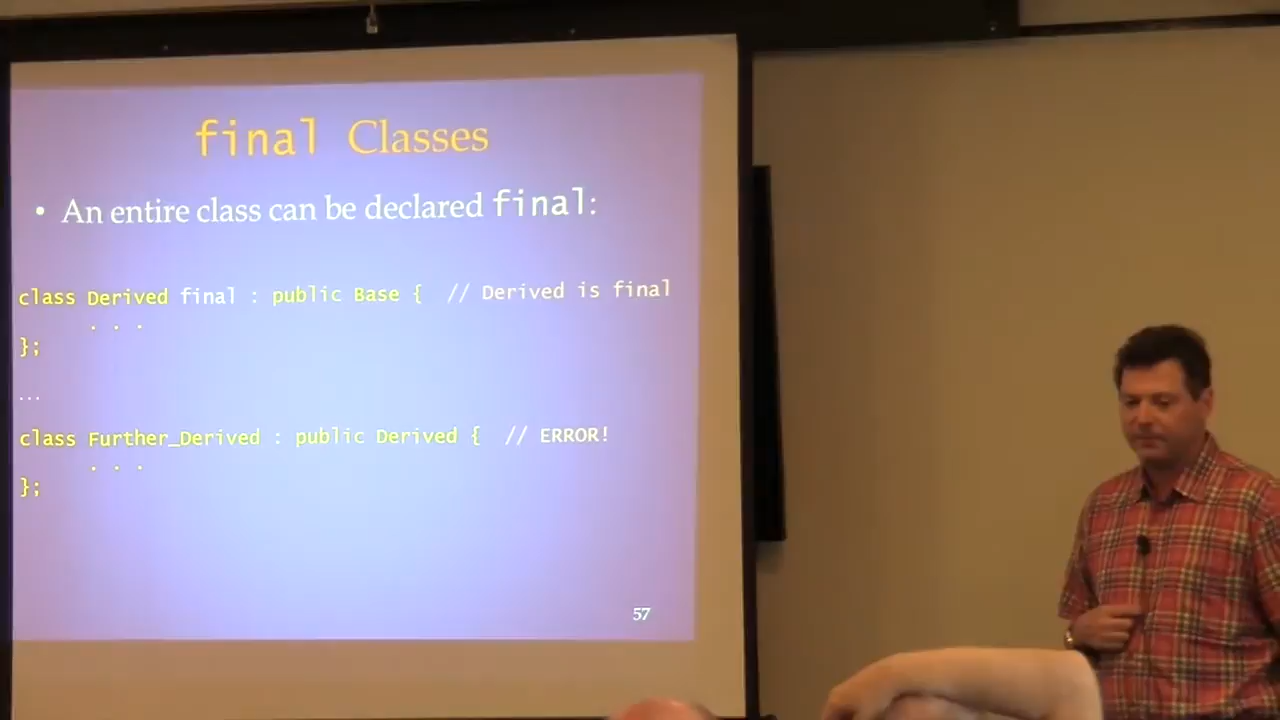 final Classes
• An entire class can be declared final:
class Derived final : public Base {  // Derived is final
. . .
};
...
class Further_Derived : public Derived {  // ERROR!
. . .
};
57